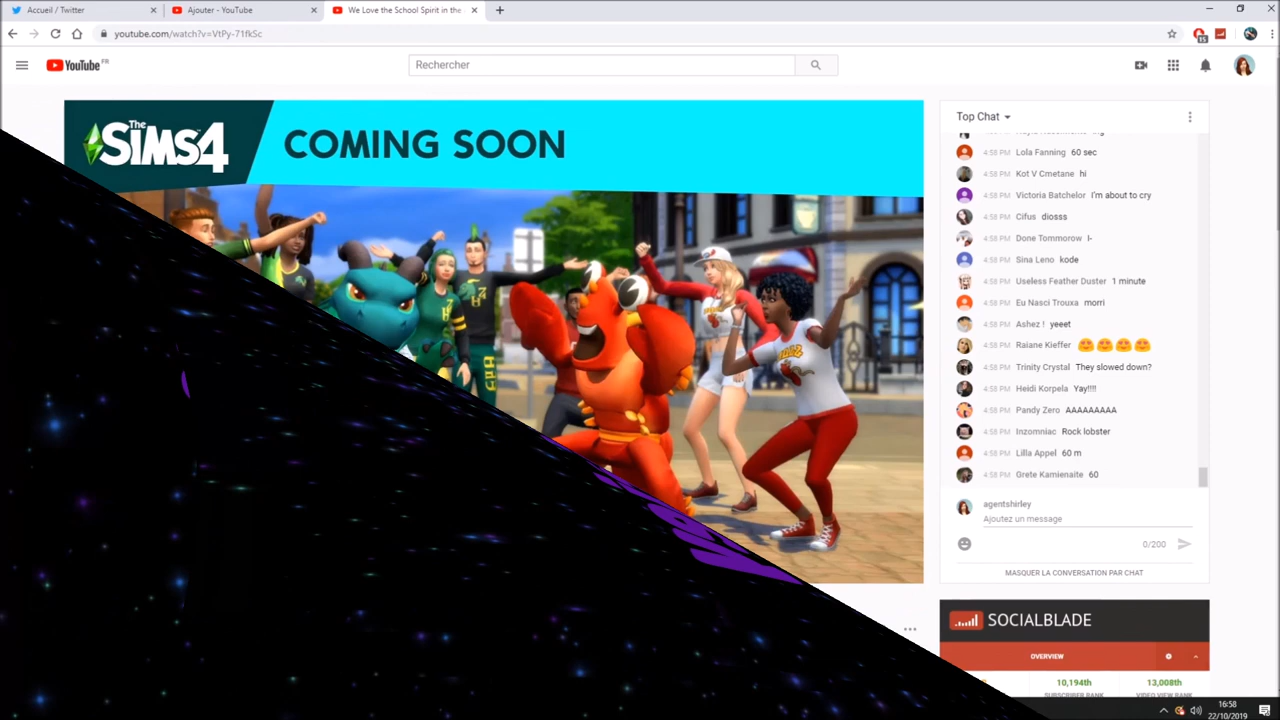 Accueil / Twitter
Ajouter - YouTube
We Love the School Spirit in the
youtube.com/watch?v=VtPy-71fkSc
15
YouTube FR
Rechercher
The SiMS 4
COMING SOON
Top Chat
4:58 PM Lola Fanning 60 sec
4:58 PM Kot V Cmetane hi
4:58 PM Victoria Batchelor I'm about to cry
4:58 PM Cifus diosss
4:58 PM Done Tommorow I-
4:58 PM Sina Leno kode
4:58 PM Useless Feather Duster 1 minute
4:58 PM Eu Nasci Trouxa morri
4:58 PM Ashez ! yeeet
4:58 PM Raiane Kieffer 😍😍😍😍
4:58 PM Trinity Crystal They slowed down?
4:58 PM Heidi Korpela Yay!!!!
4:58 PM Pandy Zero AAAAAAAAA
4:58 PM Inzomniac Rock lobster
4:58 PM Lilla Appel 60 m
4:58 PM Grete Kamienaite 60
agentshirley
Ajoutez un message
0/200
MASQUER LA CONVERSATION PAR CHAT
SOCIALBLADE
OVERVIEW
10,194th
13,008th
SUBSCRIBER RANK
VIDEO VIEW RANK
16:58
22/10/2019